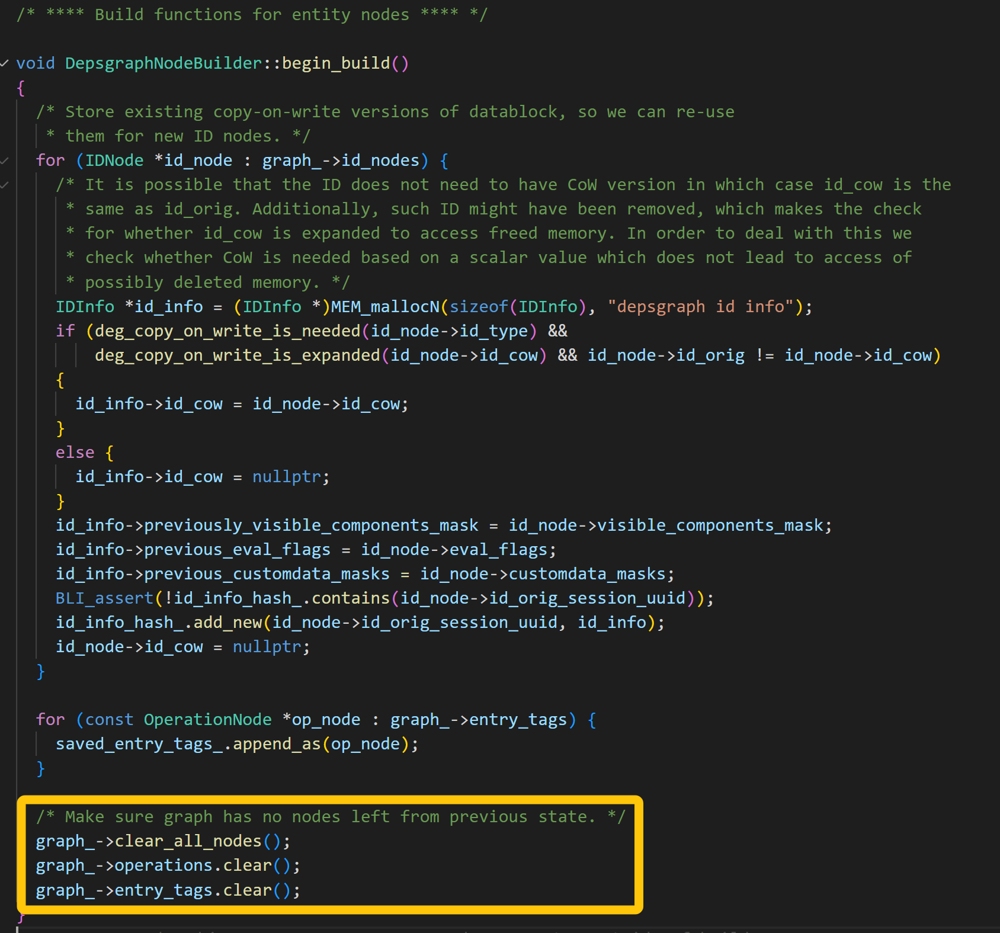 /* **** Build functions for entity nodes **** */
void DepsgraphNodeBuilder::begin_build()
{
/* Store existing copy-on-write versions of datablock, so we can re-use
* them for new ID nodes. */
for (IDNode *id_node : graph_->id_nodes) {
/* It is possible that the ID does not need to have CoW version in which case id_cow is the
* same as id_orig. Additionally, such ID might have been removed, which makes the check
* for whether id_cow is expanded to access freed memory. In order to deal with this we
* check whether CoW is needed based on a scalar value which does not lead to access of
* possibly deleted memory. */
IDInfo *id_info = (IDInfo *)MEM_mallocN(sizeof(IDInfo), "depsgraph id info");
if (deg_copy_on_write_is_needed(id_node->id_type) &&
deg_copy_on_write_is_expanded(id_node->id_cow) && id_node->id_orig != id_node->id_cow)
{
id_info->id_cow = id_node->id_cow;
}
else {
id_info->id_cow = nullptr;
}
id_info->previously_visible_components_mask = id_node->visible_components_mask;
id_info->previous_eval_flags = id_node->eval_flags;
id_info->previous_customdata_masks = id_node->customdata_masks;
BLI_assert(!id_info_hash_.contains(id_node->id_orig_session_uuid));
id_info_hash_.add_new(id_node->id_orig_session_uuid, id_info);
id_node->id_cow = nullptr;
}
for (const OperationNode *op_node : graph_->entry_tags) {
saved_entry_tags_.append_as(op_node);
}
/* Make sure graph has no nodes left from previous state. */
graph_->clear_all_nodes();
graph_->operations.clear();
graph_->entry_tags.clear();
}